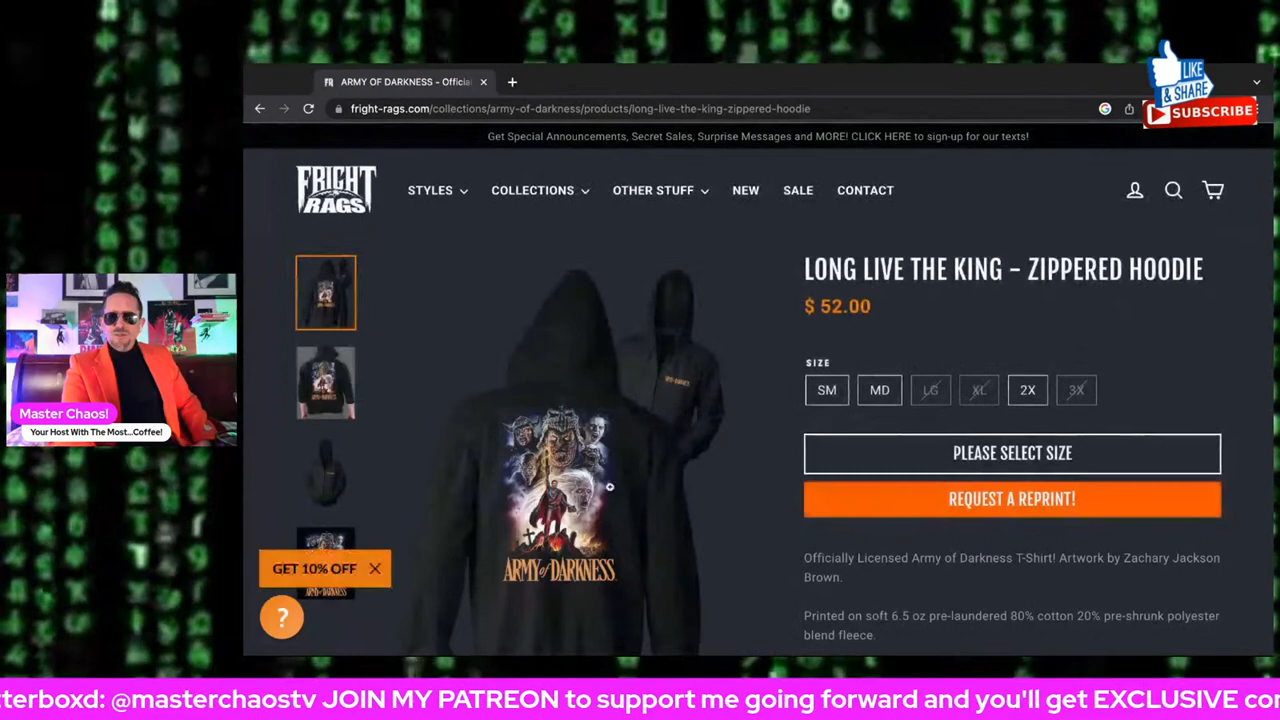 LIKE
& SHARE
SUBSCRIBE
ARMY OF DARKNESS - Officia
fright-rags.com/collections/army-of-darkness/products/long-live-the-king-zippered-hoodie
Get Special Announcements, Secret Sales, Surprise Messages and MORE! CLICK HERE to sign-up for our texts!
FRIGHT
RAGS
STYLES COLLECTIONS OTHER STUFF NEW SALE CONTACT
LONG LIVE THE KING - ZIPPERED HOODIE
$ 52.00
SIZE
SM MD LG XL 2X 3X
PLEASE SELECT SIZE
REQUEST A REPRINT!
Officially Licensed Army of Darkness T-Shirt! Artwork by Zachary Jackson
Brown.
Printed on soft 6.5 oz pre-laundered 80% cotton 20% pre-shrunk polyester
blend fleece.
ARMY of DARKNESS
GET 10% OFF
?
Master Chaos!
Your Host With The Most...Coffee!
tterboxd: @masterchaostv JOIN MY PATREON to support me going forward and you'll get EXCLUSIVE co